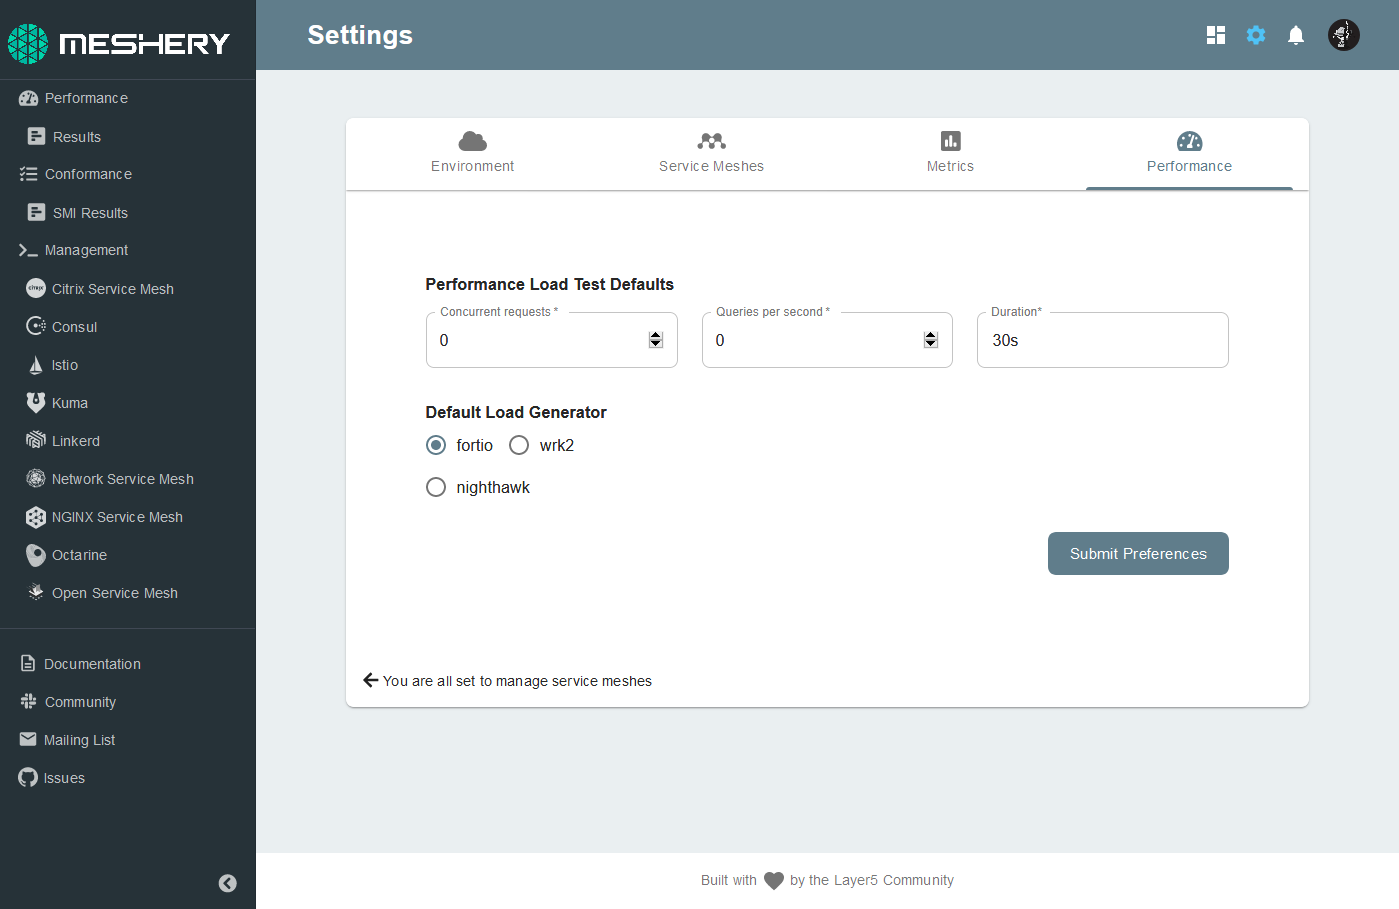 MESHERY
Settings
Performance
Results
Conformance
SMI Results
Management
Citrix Service Mesh
Consul
Istio
Kuma
Linkerd
Network Service Mesh
NGINX Service Mesh
Octarine
Open Service Mesh
Documentation
Community
Mailing List
Issues
Environment
Service Meshes
Metrics
Performance
Performance Load Test Defaults
Concurrent requests *
0
Queries per second *
0
Duration*
30s
Default Load Generator
fortio
wrk2
nighthawk
Submit Preferences
You are all set to manage service meshes
Built with by the Layer5 Community